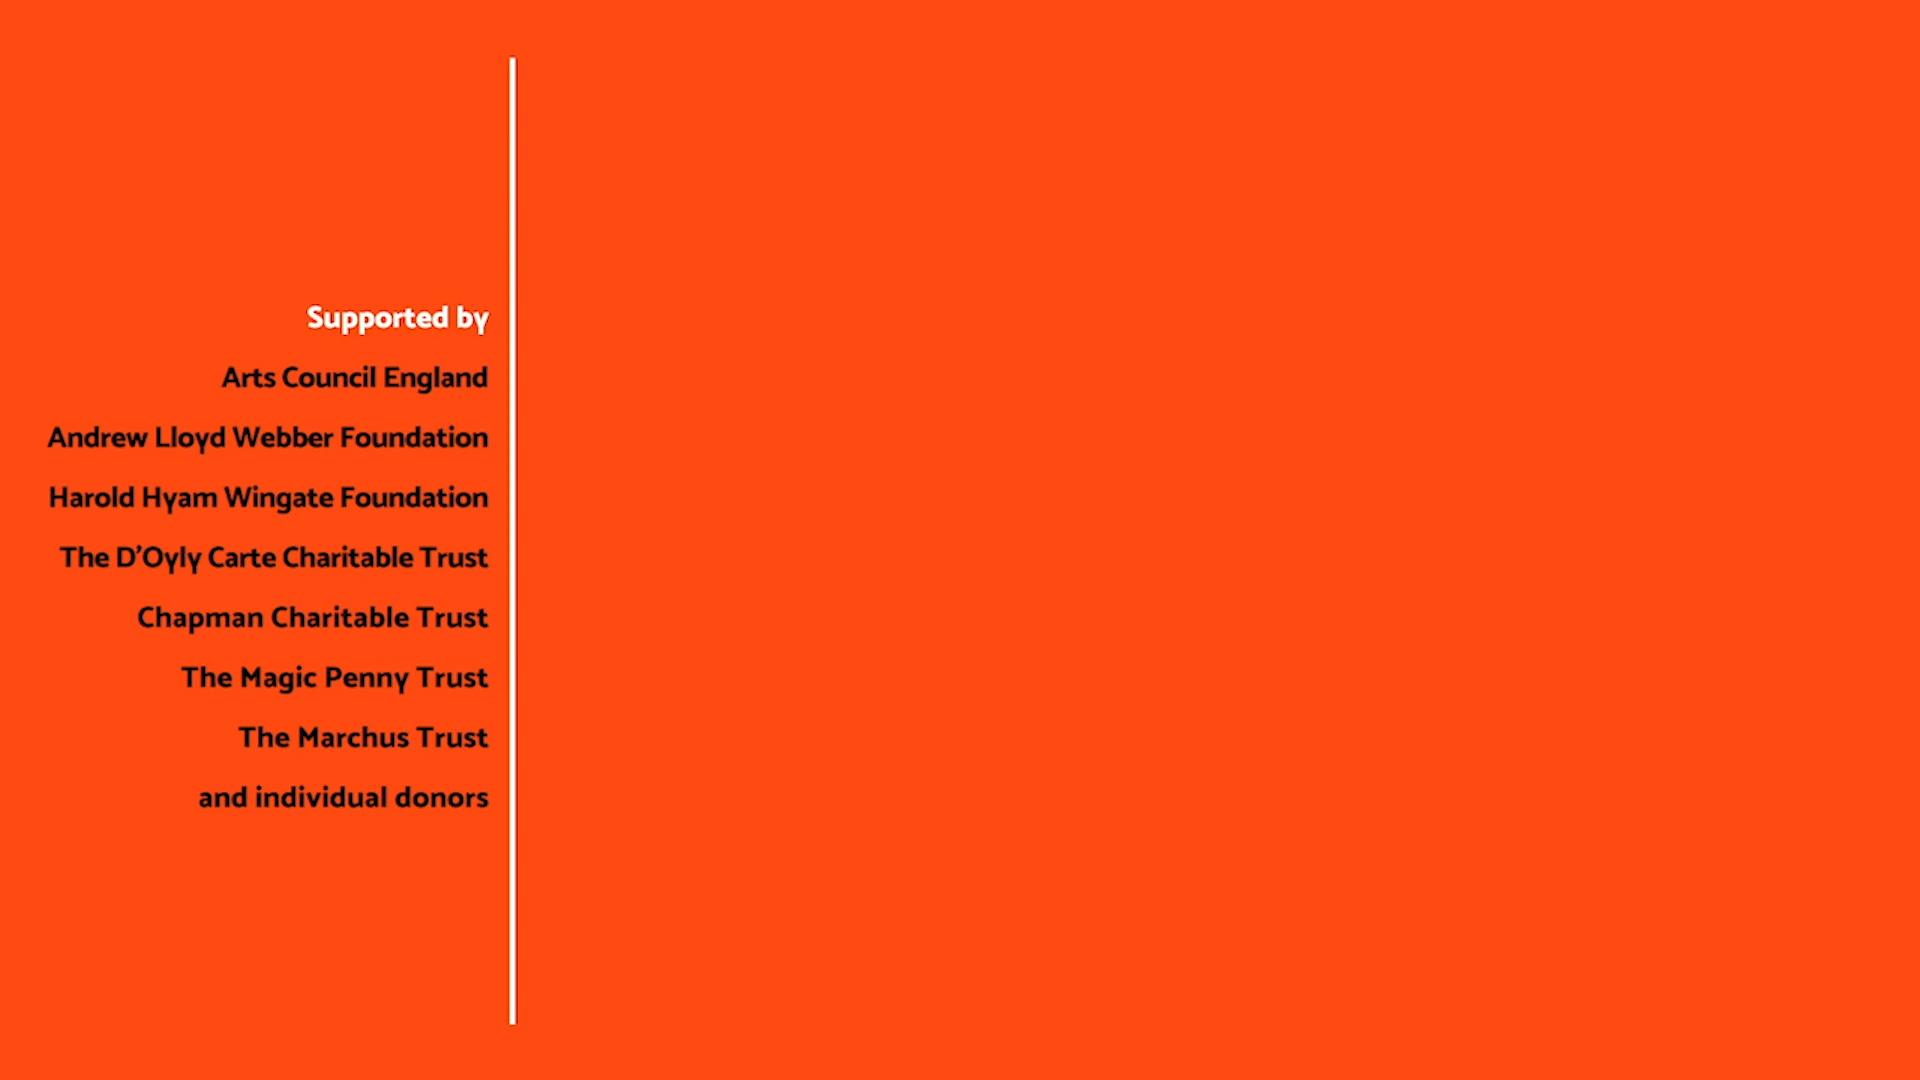 Supported by
Arts Council England
Andrew Lloyd Webber Foundation
Harold Hyam Wingate Foundation
The D’Oyly Carte Charitable Trust
Chapman Charitable Trust
The Magic Penny Trust
The Marchus Trust
and individual donors